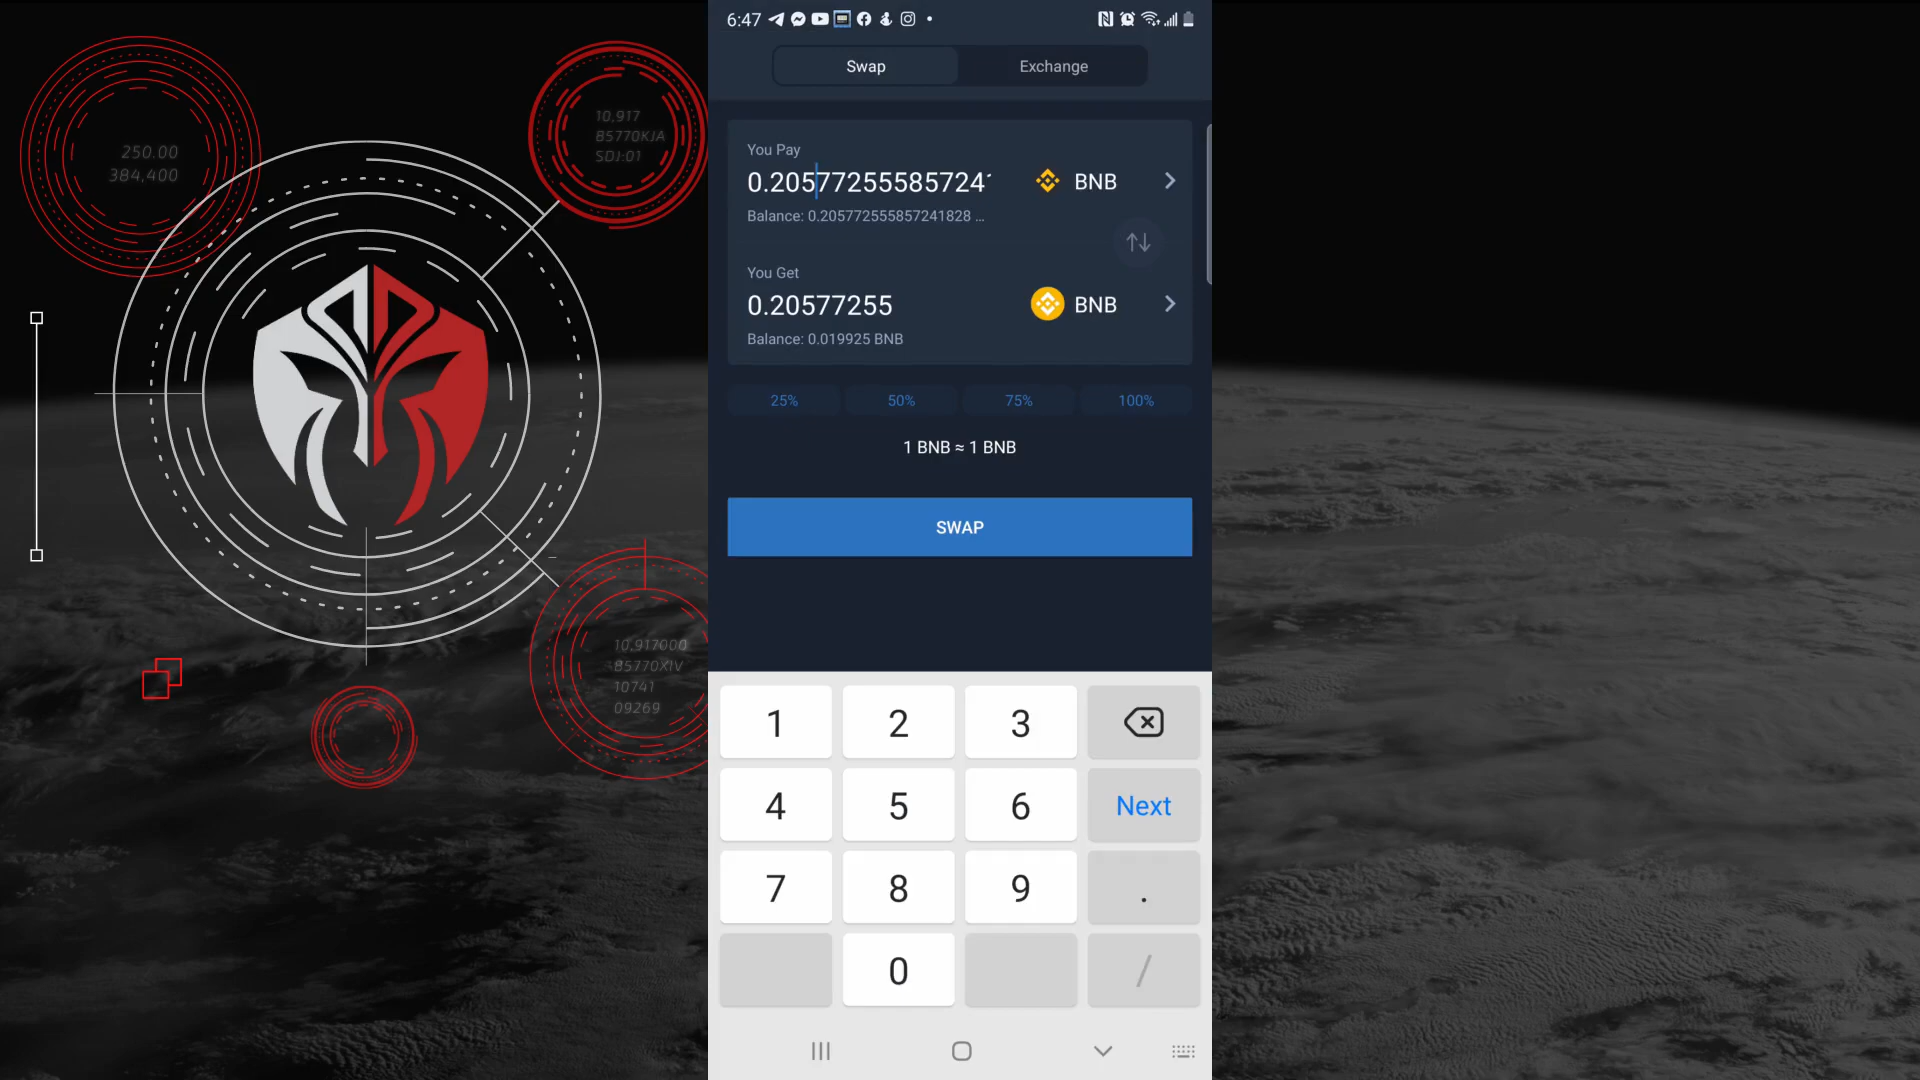 250.00
384,400
10,917
85770KJA
SDJ:01
10,917000
85770XIV
10741
09269
6:47
Swap
Exchange
You Pay
0.20577255585724
BNB
Balance: 0.205772555857241828 ...
You Get
0.20577255
BNB
Balance: 0.019925 BNB
25%
50%
75%
100%
1 BNB ≈ 1 BNB
SWAP
1
2
3
4
5
6
Next
7
8
9
.
0
/